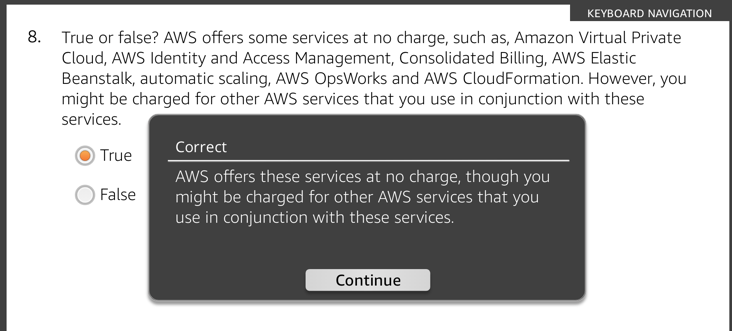 KEYBOARD NAVIGATION
8. True or false? AWS offers some services at no charge, such as, Amazon Virtual Private
Cloud, AWS Identity and Access Management, Consolidated Billing, AWS Elastic
Beanstalk, automatic scaling, AWS OpsWorks and AWS CloudFormation. However, you
might be charged for other AWS services that you use in conjunction with these
services.
True
False
Correct
AWS offers these services at no charge, though you
might be charged for other AWS services that you
use in conjunction with these services.
Continue